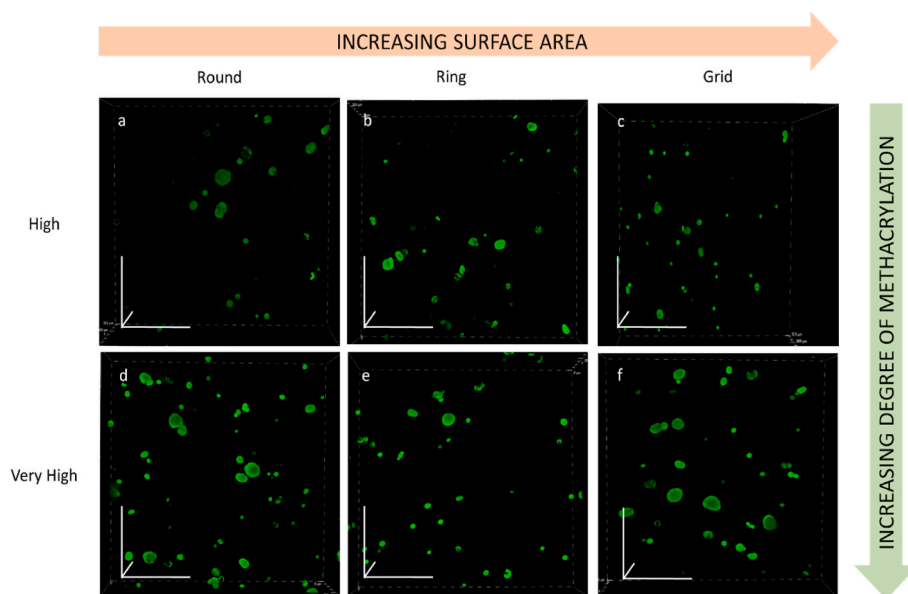 INCREASING SURFACE AREA
Round Ring Grid
a b c
High
d e f
Very High
INCREASING DEGREE OF METHACRYLATION